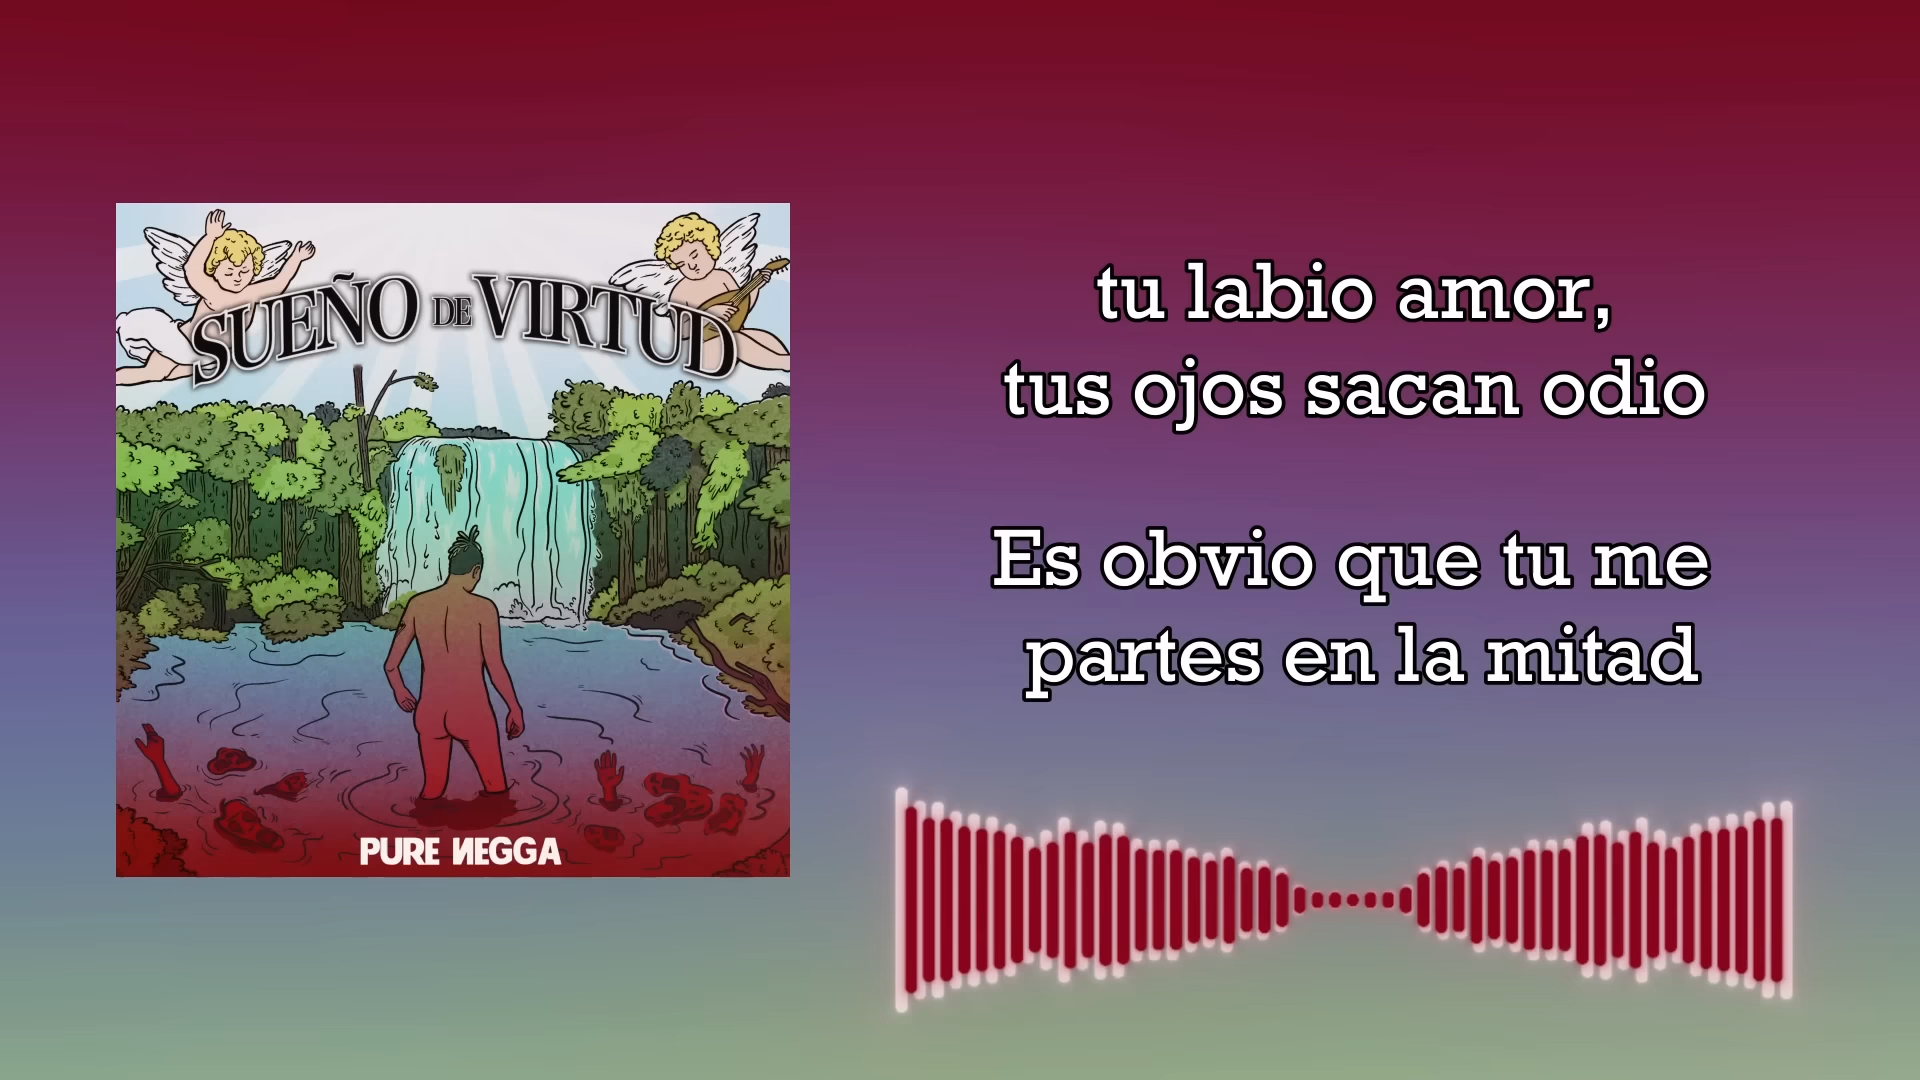 SUEÑO DE VIRTUD
PURE NEGGA
tu labio amor,
tus ojos sacan odio
Es obvio que tu me
partes en la mitad